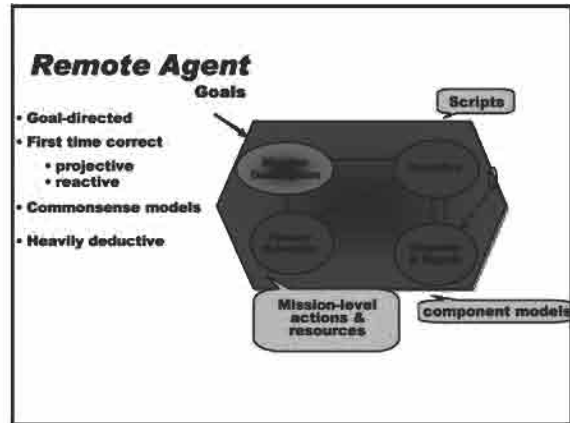 Remote Agent
Goals
Scripts
• Goal-directed
• First time correct
• projective
• reactive
• Commonsense models
• Heavily deductive
Mission-level
actions &
resources
component models